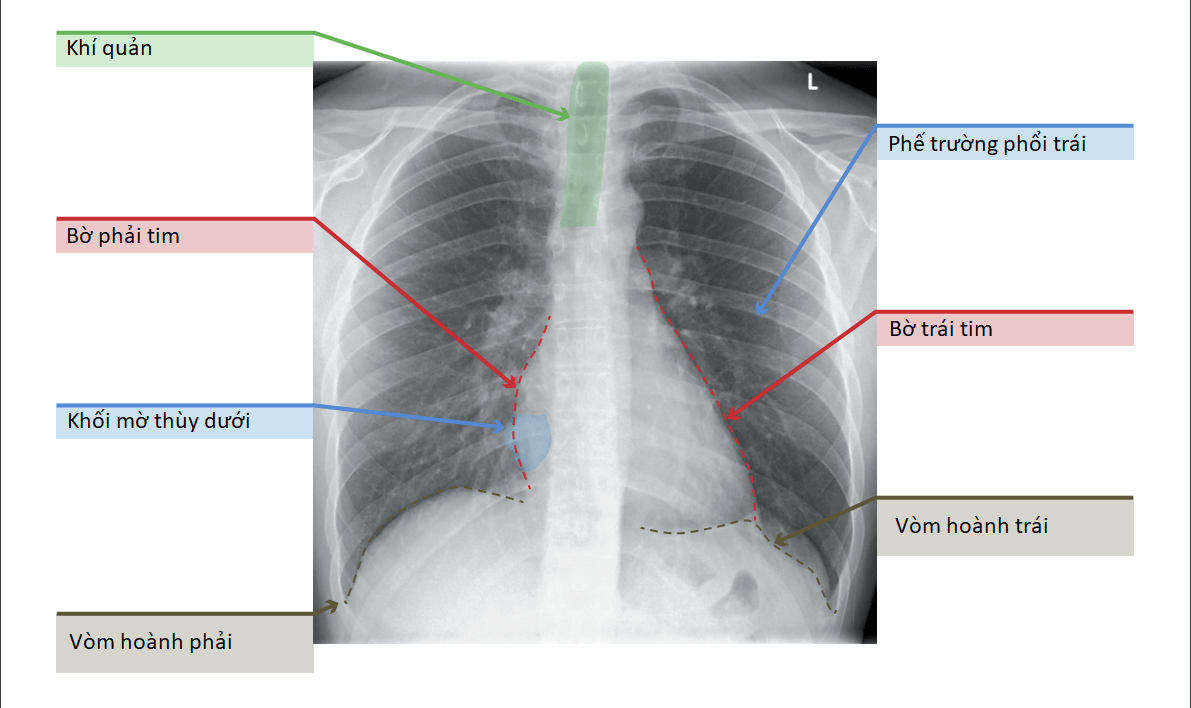 Khí quản
L
Phế trường phổi trái
Bờ phải tim
Bờ trái tim
Khối mờ thùy dưới
Vòm hoành trái
Vòm hoành phải